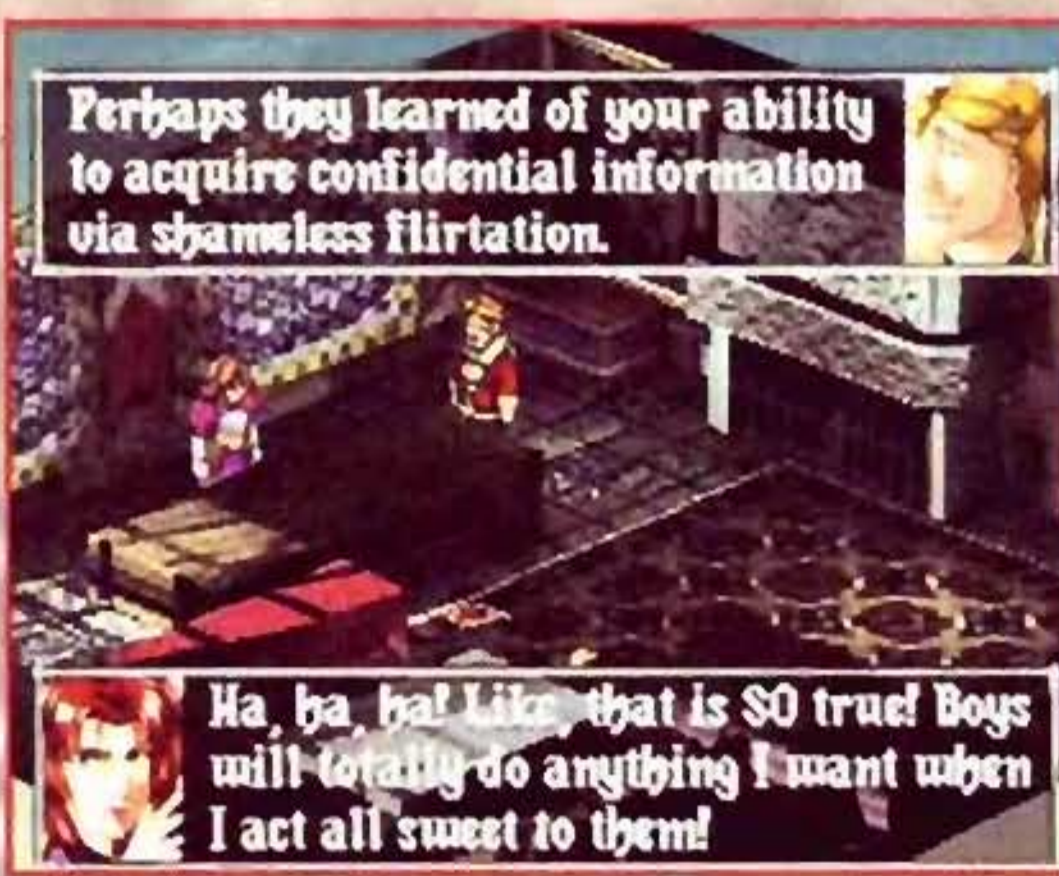 Perhaps they learned of your ability
to acquire confidential information
via shameless flirtation.
Ha, ha, ha! Like, that is SO true! Boys
will totally do anything I want when
I act all sweet to them!